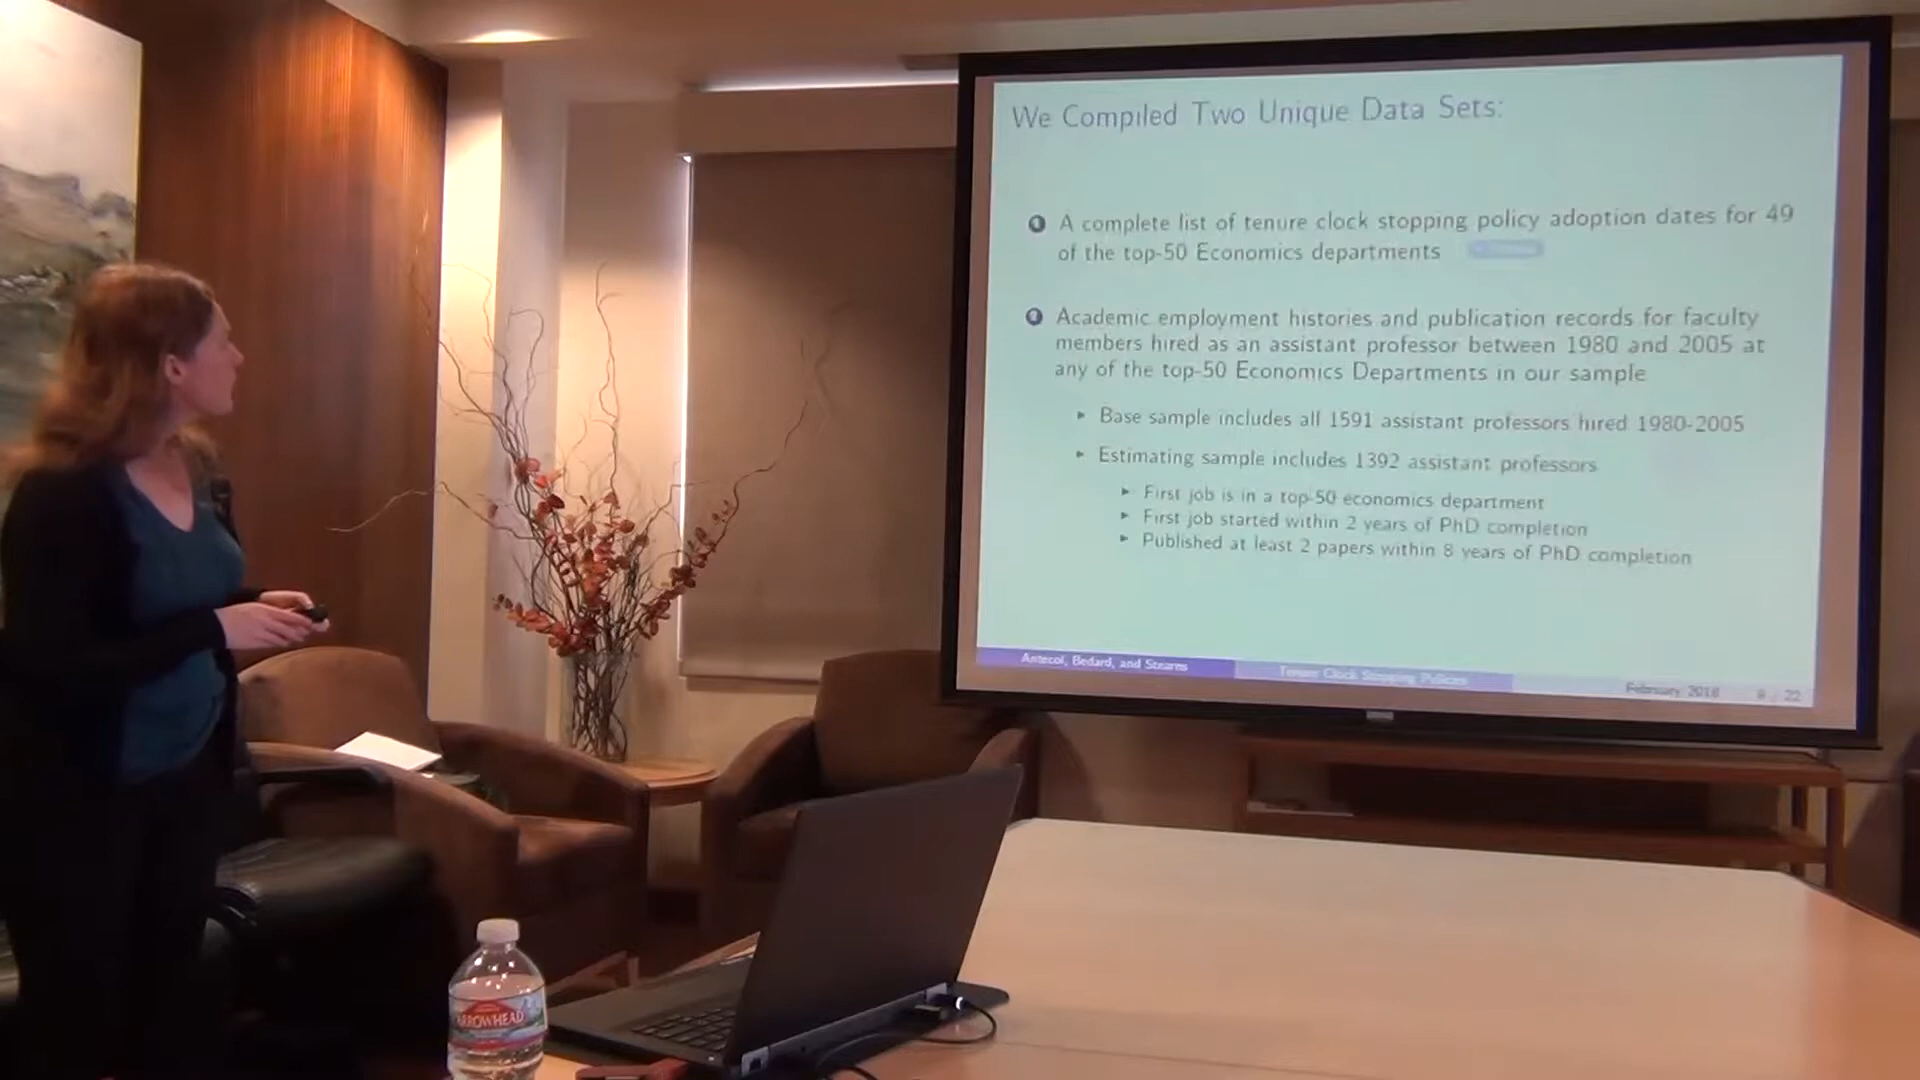 We Compiled Two Unique Data Sets:
1 A complete list of tenure clock stopping policy adoption dates for 49
of the top-50 Economics departments
2 Academic employment histories and publication records for faculty
members hired as an assistant professor between 1980 and 2005 at
any of the top-50 Economics Departments in our sample
Base sample includes all 1591 assistant professors hired 1980-2005
Estimating sample includes 1392 assistant professors
First job is in a top-50 economics department
First job started within 2 years of PhD completion
Published at least 2 papers within 8 years of PhD completion
Antecol, Bedard, and Stearns
Tenure Clock Stopping Policies
February 2018
22
ARROWHEAD